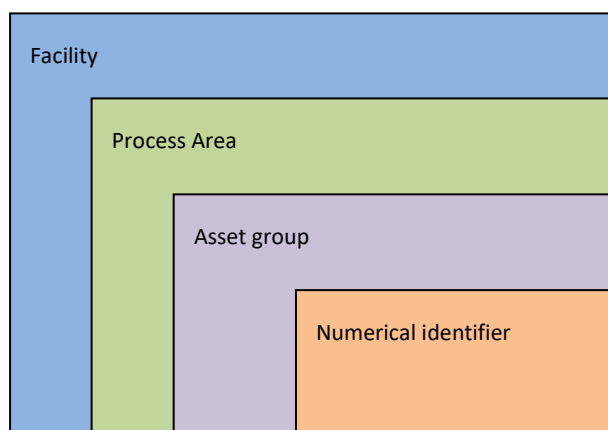 Facility
Process Area
Asset group
Numerical identifier